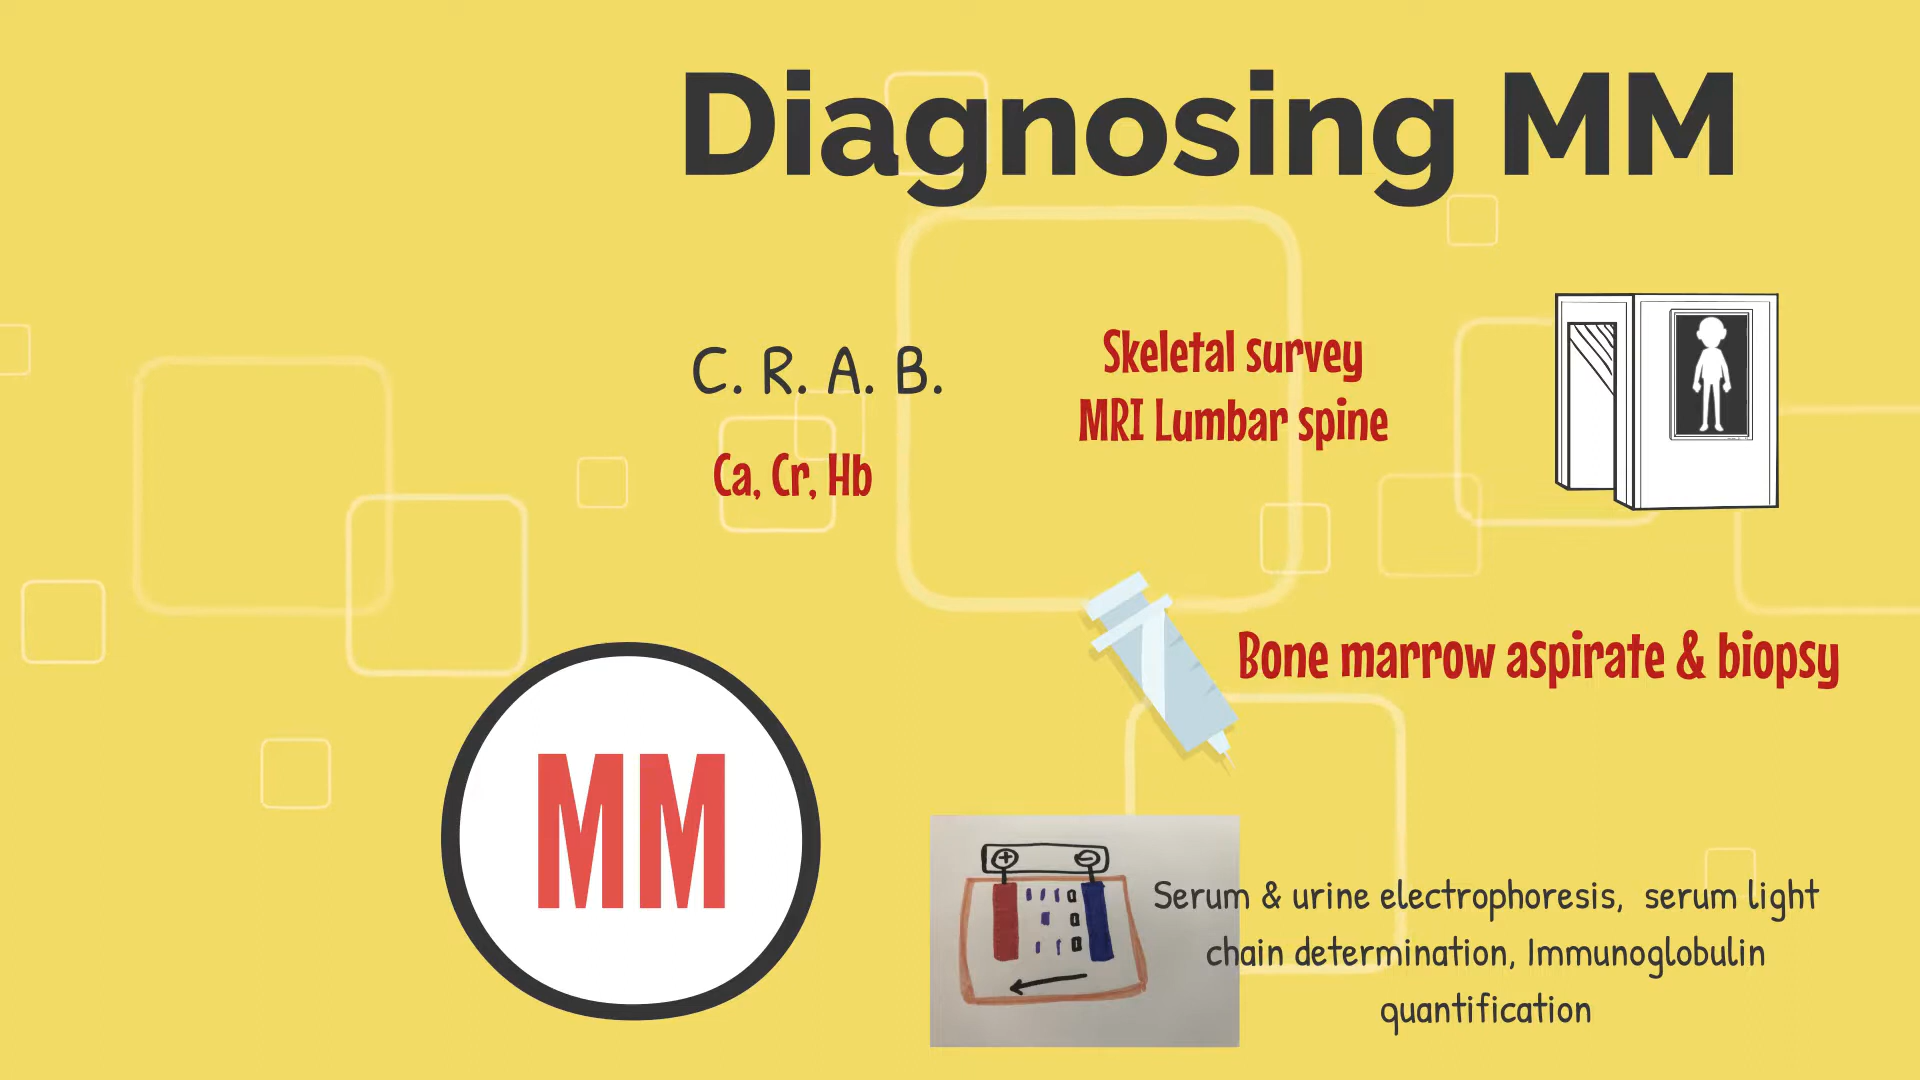 Diagnosing MM
C. R. A. B.
Ca, Cr, Hb
Skeletal survey
MRI Lumbar spine
Bone marrow aspirate & biopsy
MM
+ -
Serum & urine electrophoresis, serum light
chain determination, Immunoglobulin
quantification